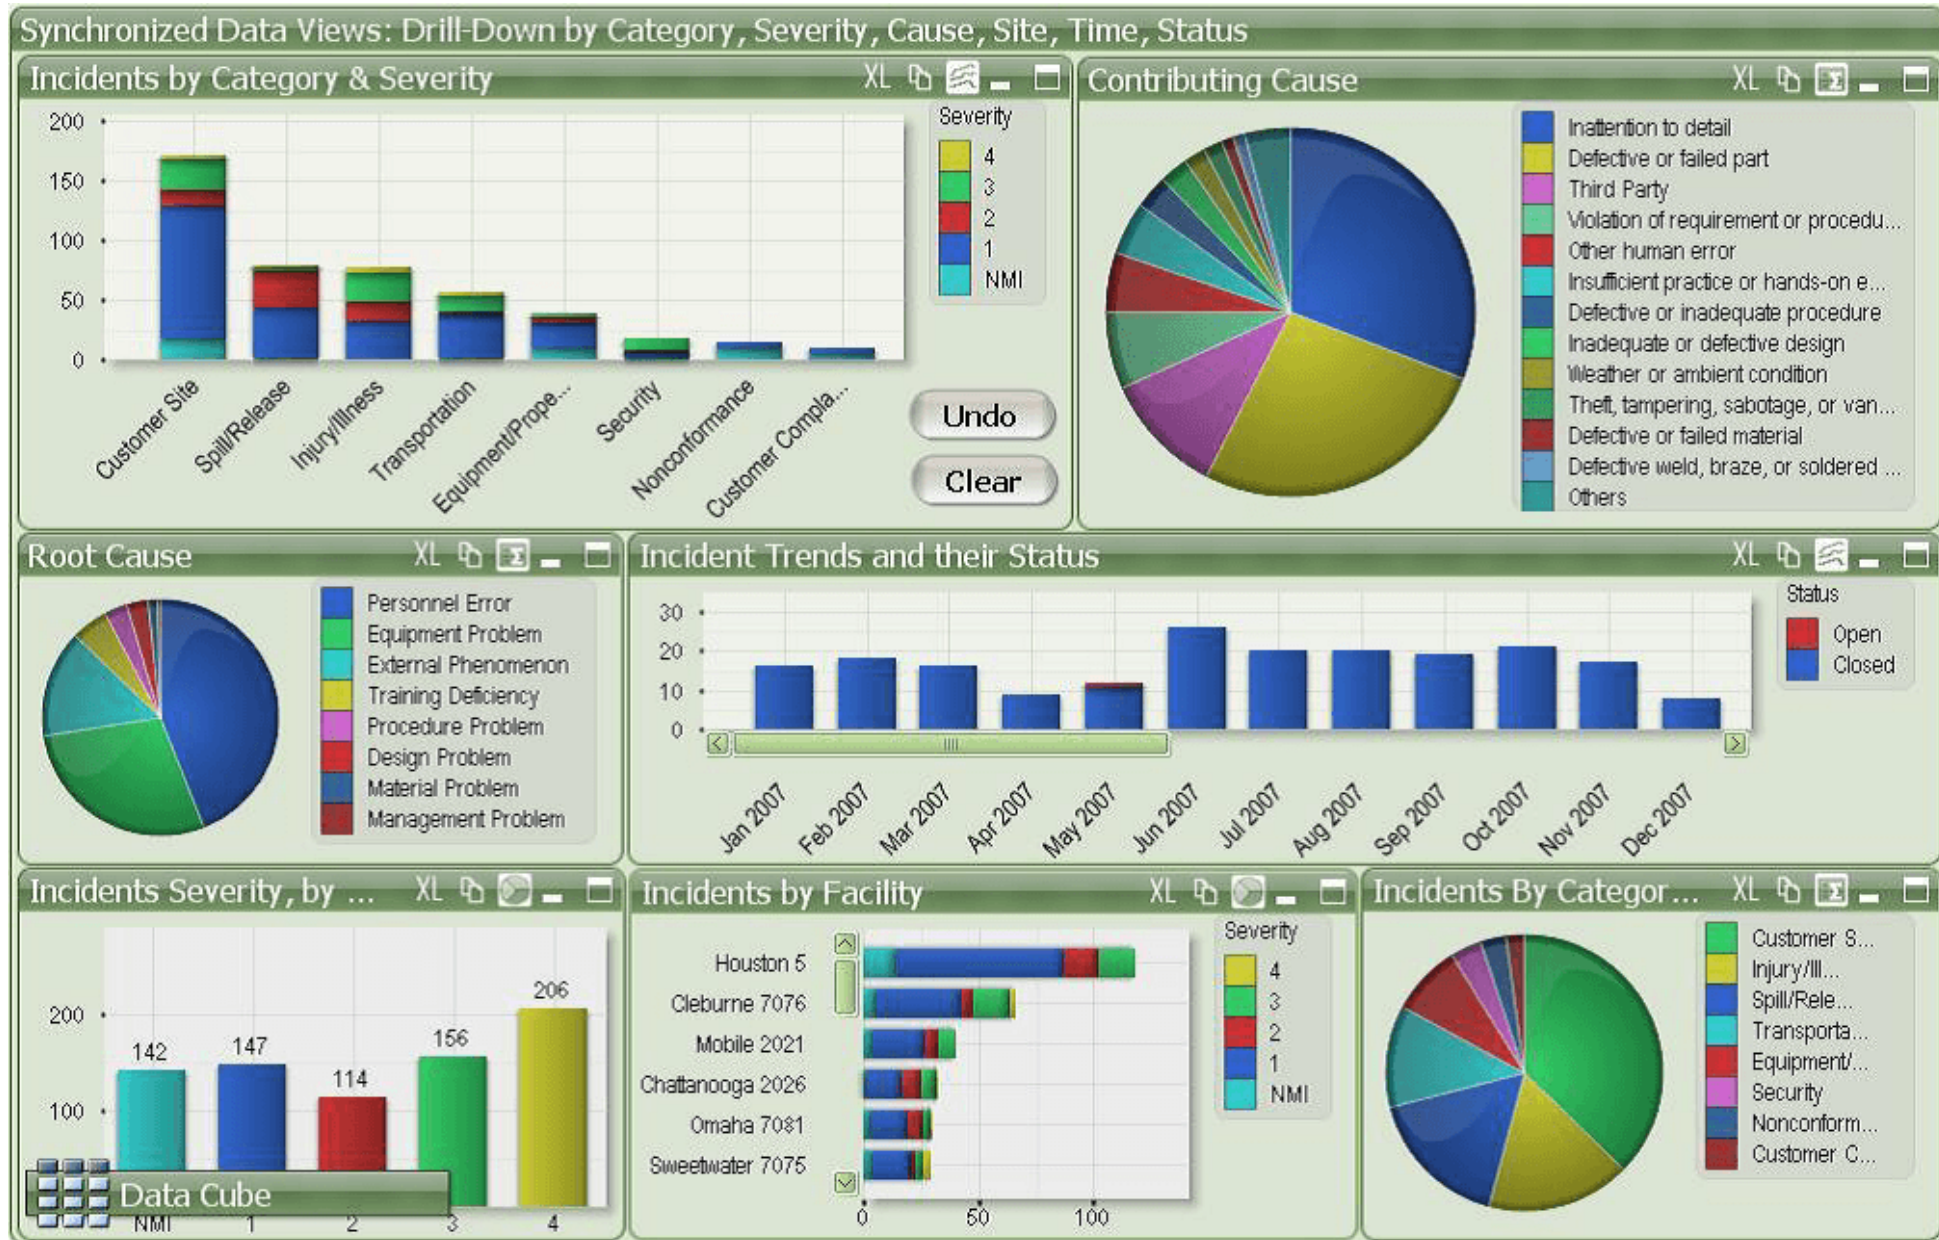 Synchronized Data Views: Drill-Down by Category, Severity, Cause, Site, Time, Status
Incidents by Category & Severity
XL
200
150
100
50
0
Customer Site
Spill/Release
Injury/Illness
Transportation
Equipment/Prope...
Security
Nonconformance
Customer Compla...
Severity
4
3
2
1
NMI
Undo
Clear
Contributing Cause
XL
Inattention to detail
Defective or failed part
Third Party
Violation of requirement or procedu...
Other human error
Insufficient practice or hands-on e...
Defective or inadequate procedure
Inadequate or defective design
Weather or ambient condition
Theft, tampering, sabotage, or van...
Defective or failed material
Defective weld, braze, or soldered ...
Others
Root Cause
XL
Personnel Error
Equipment Problem
External Phenomenon
Training Deficiency
Procedure Problem
Design Problem
Material Problem
Management Problem
Incident Trends and their Status
XL
30
20
10
0
Jan 2007
Feb 2007
Mar 2007
Apr 2007
May 2007
Jun 2007
Jul 2007
Aug 2007
Sep 2007
Oct 2007
Nov 2007
Dec 2007
Status
Open
Closed
Incidents Severity, by ...
XL
200
100
142
147
114
156
206
Data Cube
NMI
1
2
3
4
Incidents by Facility
XL
Houston 5
Cleburne 7076
Mobile 2021
Chattanooga 2026
Omaha 7081
Sweetwater 7075
0
50
100
Severity
4
3
2
1
NMI
Incidents By Categor...
XL
Customer S...
Injury/Ill...
Spill/Rele...
Transporta...
Equipment/...
Security
Nonconform...
Customer C...